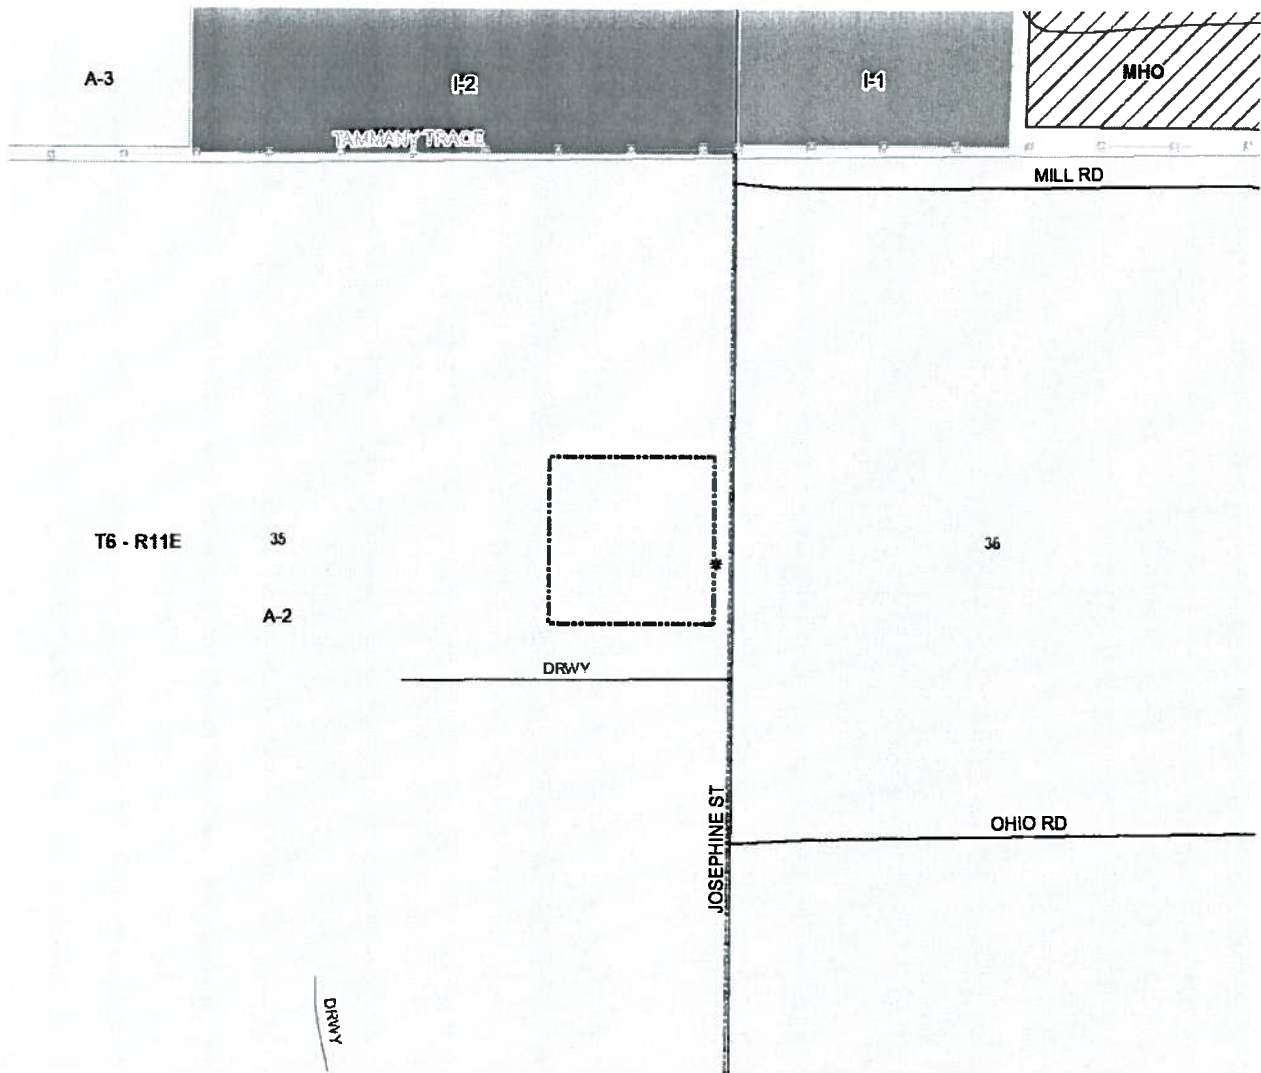 A-3
I-2
I-1
MHO
TAMMANY TRACE
MILL RD
T6 - R11E
35
36
*
A-2
DRWY
JOSEPHINE ST
OHIO RD
DRWY